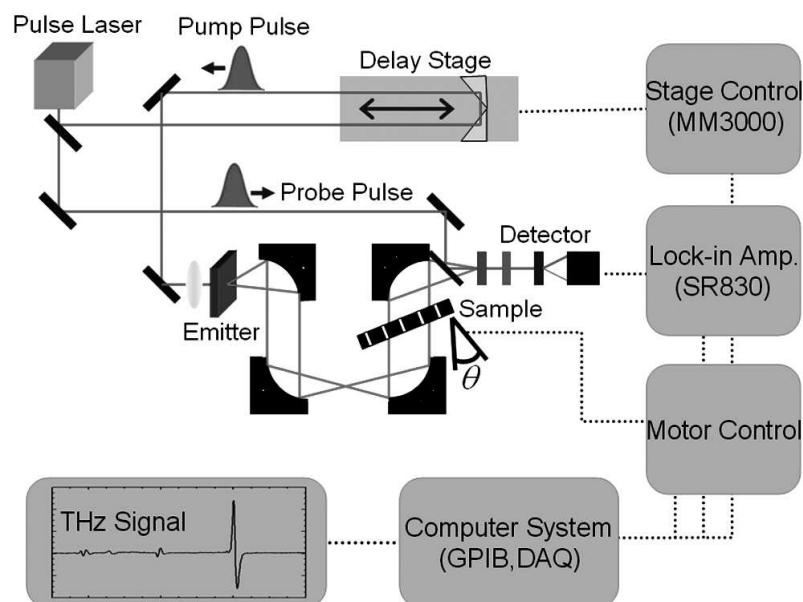 Pulse Laser
Pump Pulse
Delay Stage
Stage Control
(MM3000)
Probe Pulse
Detector
Lock-in Amp.
(SR830)
Emitter
Sample
θ
Motor Control
THz Signal
Computer System
(GPIB,DAQ)